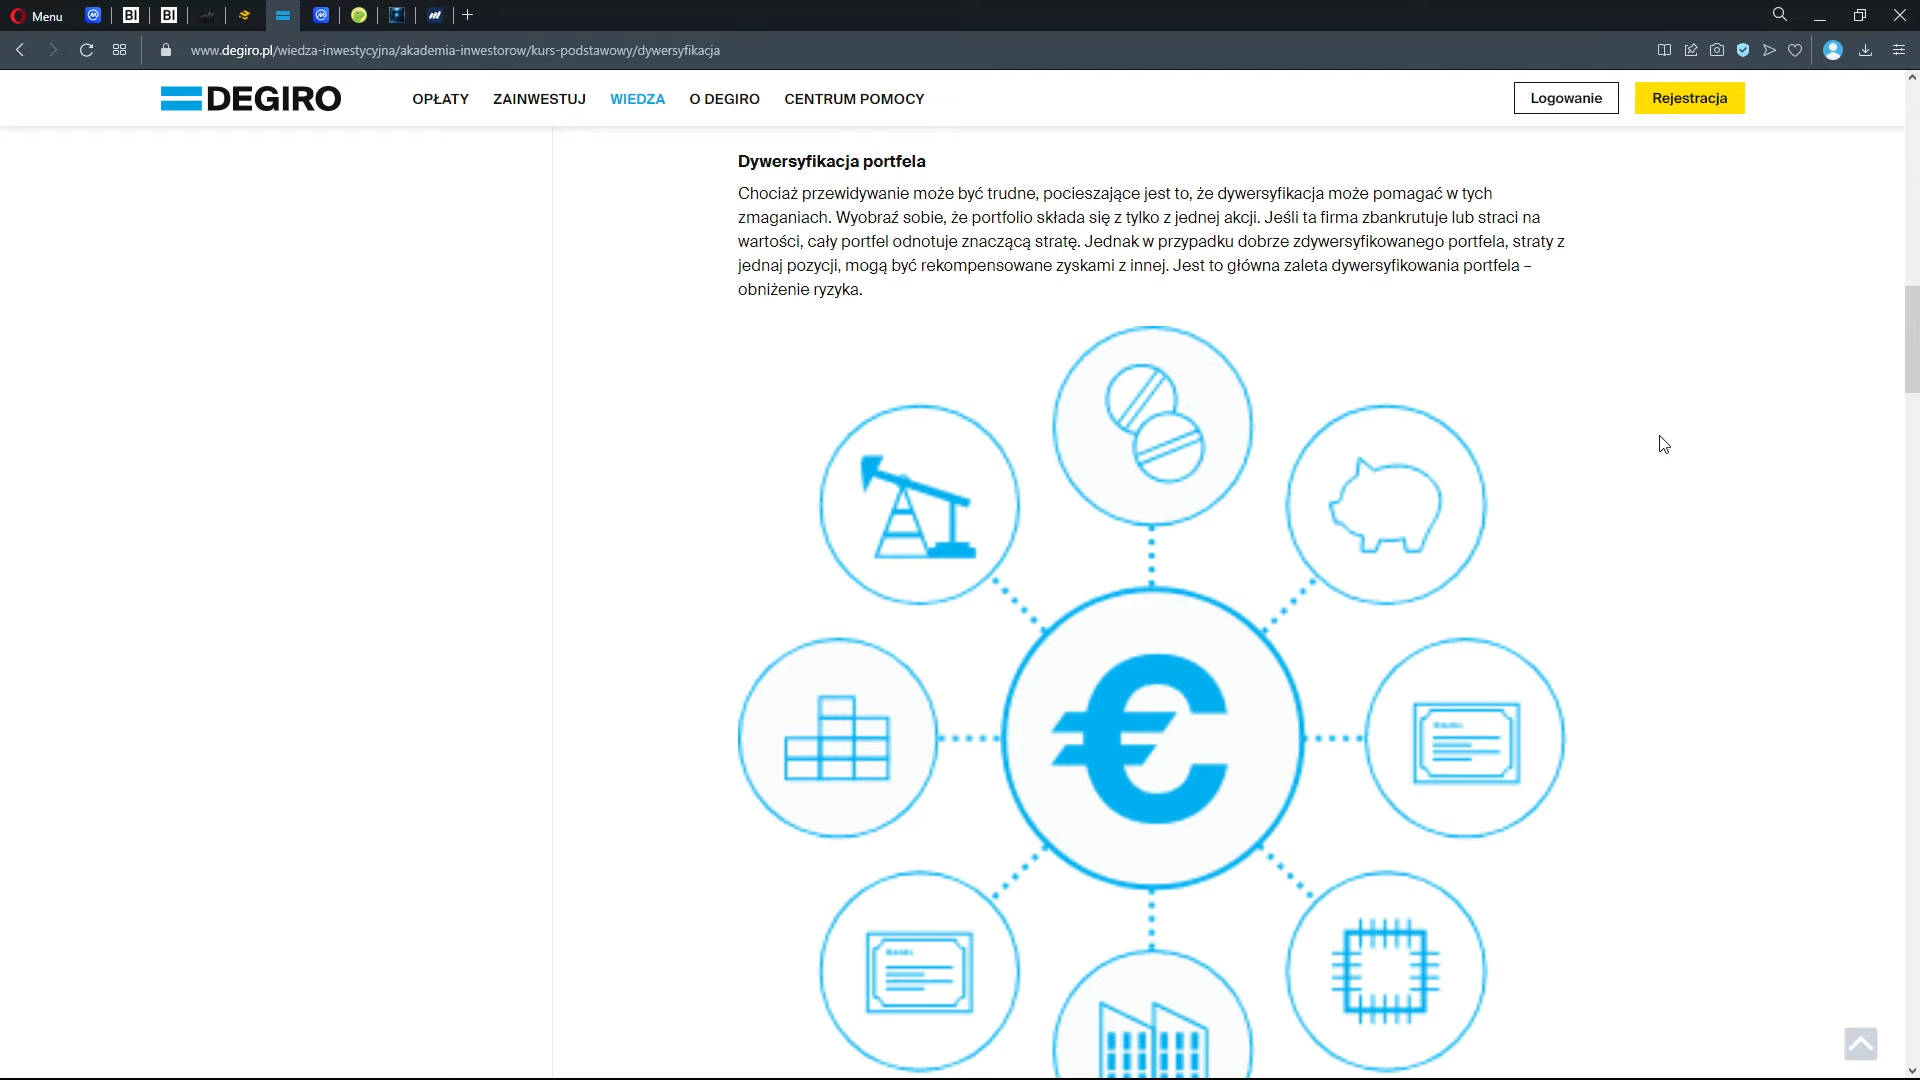 Menu
BI
BI
www.degiro.pl/wiedza-inwestycyjna/akademia-inwestorow/kurs-podstawowy/dywersyfikacja
DEGIRO
OPŁATY
ZAINWESTUJ
WIEDZA
O DEGIRO
CENTRUM POMOCY
Logowanie
Rejestracja
Dywersyfikacja portfela
Chociaż przewidywanie może być trudne, pocieszające jest to, że dywersyfikacja może pomagać w tych
zmaganiach. Wyobraź sobie, że portfolio składa się z tylko z jednej akcji. Jeśli ta firma zbankrutuje lub straci na
wartości, cały portfel odnotuje znaczącą stratę. Jednak w przypadku dobrze zdywersyfikowanego portfela, straty z
jednaj pozycji, mogą być rekompensowane zyskami z innej. Jest to główna zaleta dywersyfikowania portfela –
obniżenie ryzyka.
€